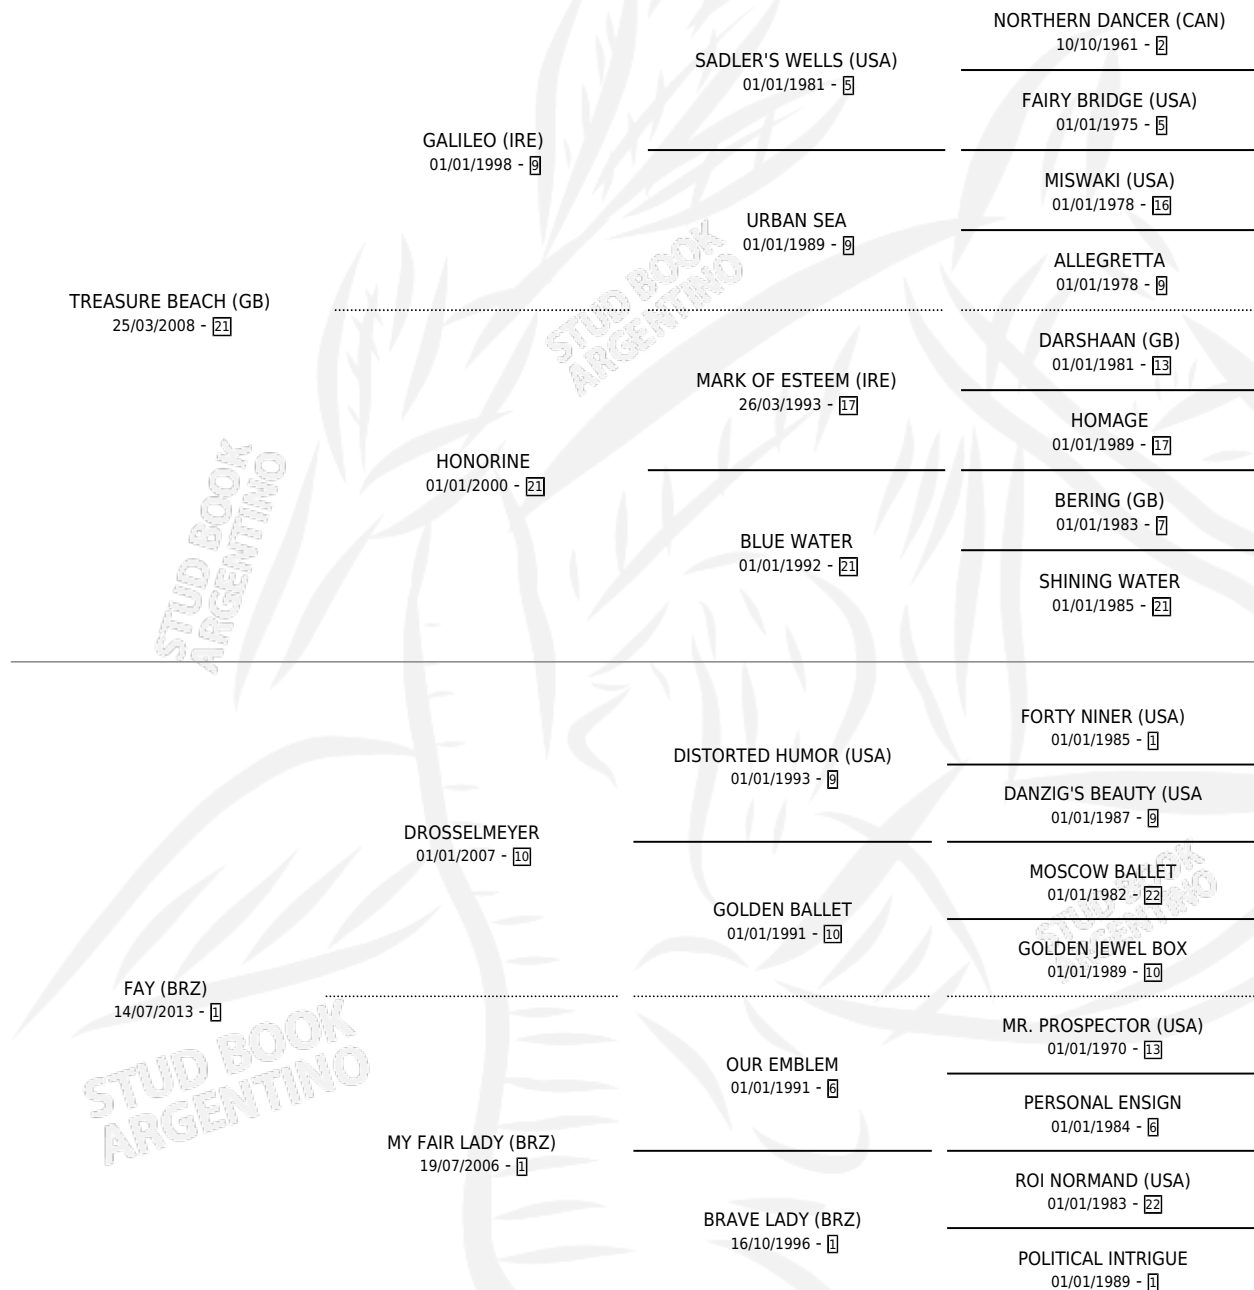 NORTHERN DANCER (CAN)
10/10/1961 - 2
SADLER'S WELLS (USA)
01/01/1981 - 5
FAIRY BRIDGE (USA)
01/01/1975 - 5
GALILEO (IRE)
01/01/1998 - 9
MISWAKI (USA)
01/01/1978 - 16
URBAN SEA
01/01/1989 - 9
ALLEGRETTA
01/01/1978 - 9
TREASURE BEACH (GB)
25/03/2008 - 21
DARSHAAN (GB)
01/01/1981 - 13
MARK OF ESTEEM (IRE)
26/03/1993 - 17
HOMAGE
01/01/1989 - 17
HONORINE
01/01/2000 - 21
BERING (GB)
01/01/1983 - 7
BLUE WATER
01/01/1992 - 21
SHINING WATER
01/01/1985 - 21
STUD BOOK
ARGENTINO
STUD BOOK
ARGENTINO
FORTY NINER (USA)
01/01/1985 - 1
DISTORTED HUMOR (USA)
01/01/1993 - 9
DANZIG'S BEAUTY (USA
01/01/1987 - 9
DROSSELMEYER
01/01/2007 - 10
MOSCOW BALLET
01/01/1982 - 22
GOLDEN BALLET
01/01/1991 - 10
GOLDEN JEWEL BOX
01/01/1989 - 10
STUD BOOK
ARGENTINO
FAY (BRZ)
14/07/2013 - 1
MR. PROSPECTOR (USA)
01/01/1970 - 13
OUR EMBLEM
01/01/1991 - 6
PERSONAL ENSIGN
01/01/1984 - 6
MY FAIR LADY (BRZ)
19/07/2006 - 1
ROI NORMAND (USA)
01/01/1983 - 22
BRAVE LADY (BRZ)
16/10/1996 - 1
POLITICAL INTRIGUE
01/01/1989 - 1
STUD BOOK
ARGENTINO